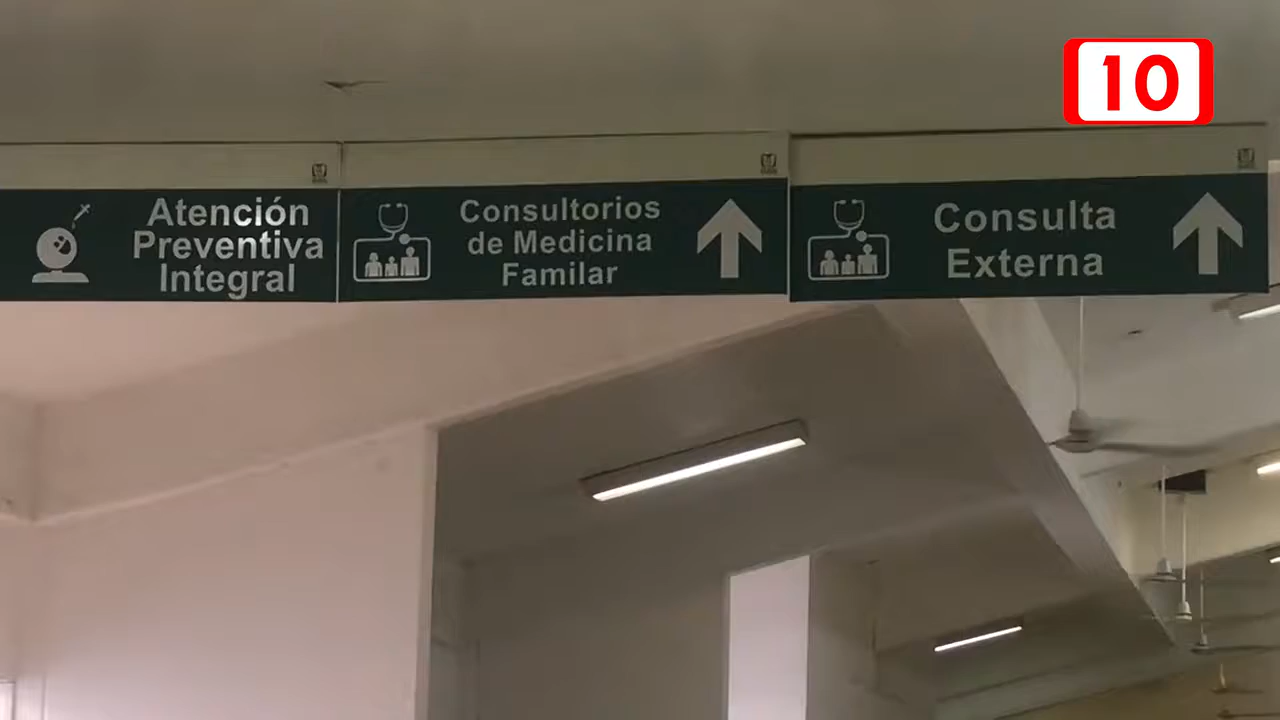 10
Atención
Preventiva
Integral
Consultorios
de Medicina
Familar
Consulta
Externa